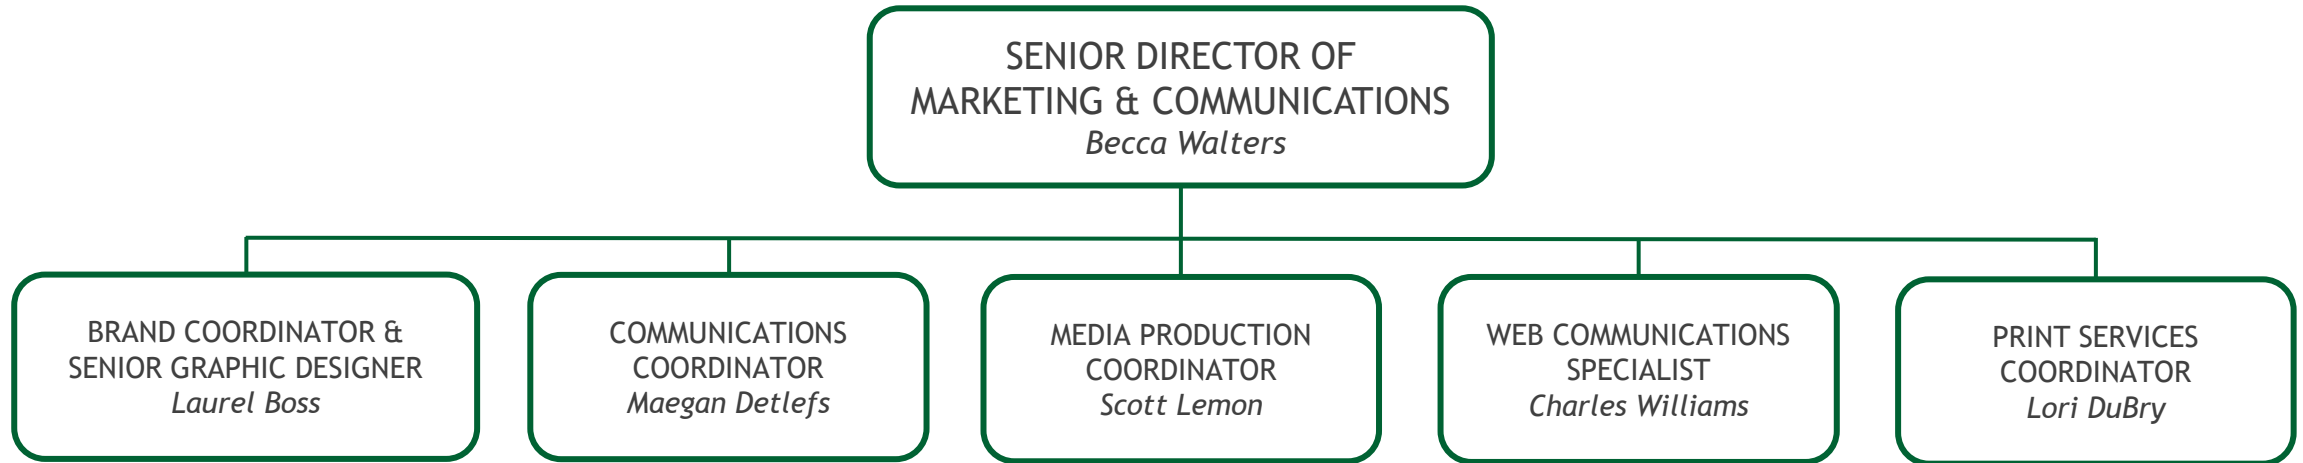 SENIOR DIRECTOR OF
MARKETING & COMMUNICATIONS
Becca Walters
BRAND COORDINATOR &
SENIOR GRAPHIC DESIGNER
Laurel Boss
COMMUNICATIONS
COORDINATOR
Maegan Detlefs
MEDIA PRODUCTION
COORDINATOR
Scott Lemon
WEB COMMUNICATIONS
SPECIALIST
Charles Williams
PRINT SERVICES
COORDINATOR
Lori DuBry